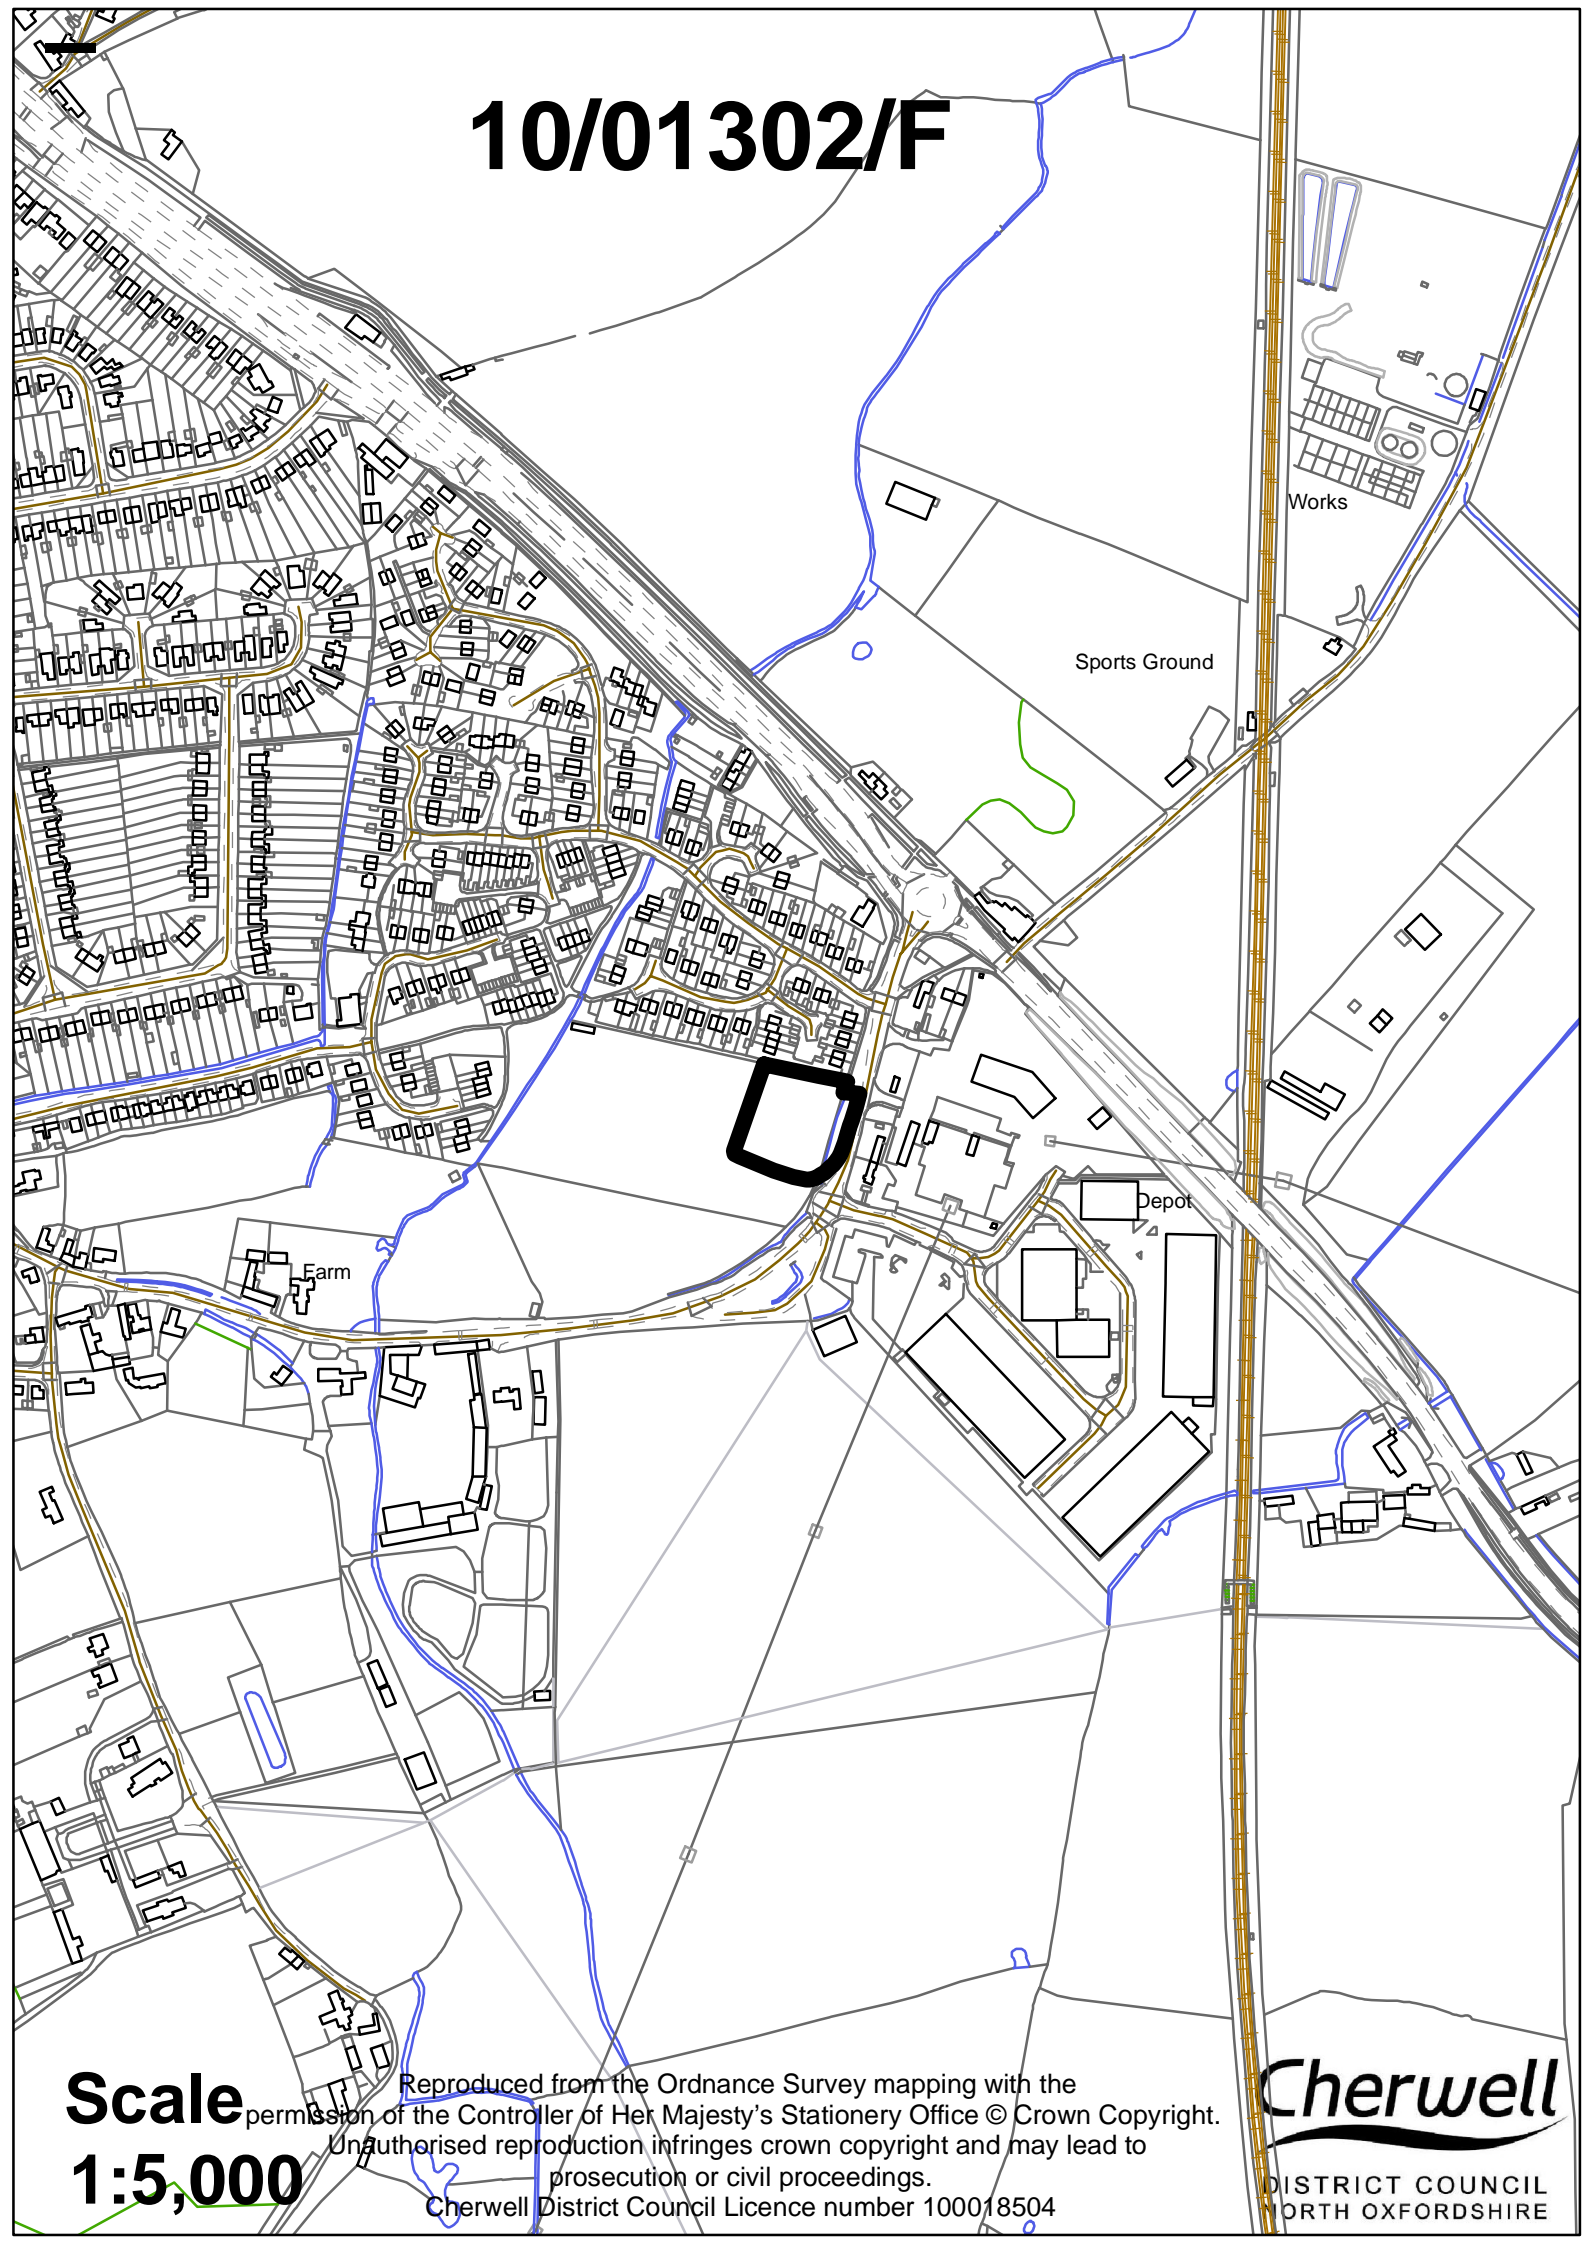 10/01302/F
Works
Sports Ground
Depot
Farm
Scale
1:5,000
Reproduced from the Ordnance Survey mapping with the
permission of the Controller of Her Majesty's Stationery Office © Crown Copyright.
Unauthorised reproduction infringes crown copyright and may lead to
prosecution or civil proceedings.
Cherwell District Council Licence number 100018504
Cherwell
DISTRICT COUNCIL
NORTH OXFORDSHIRE